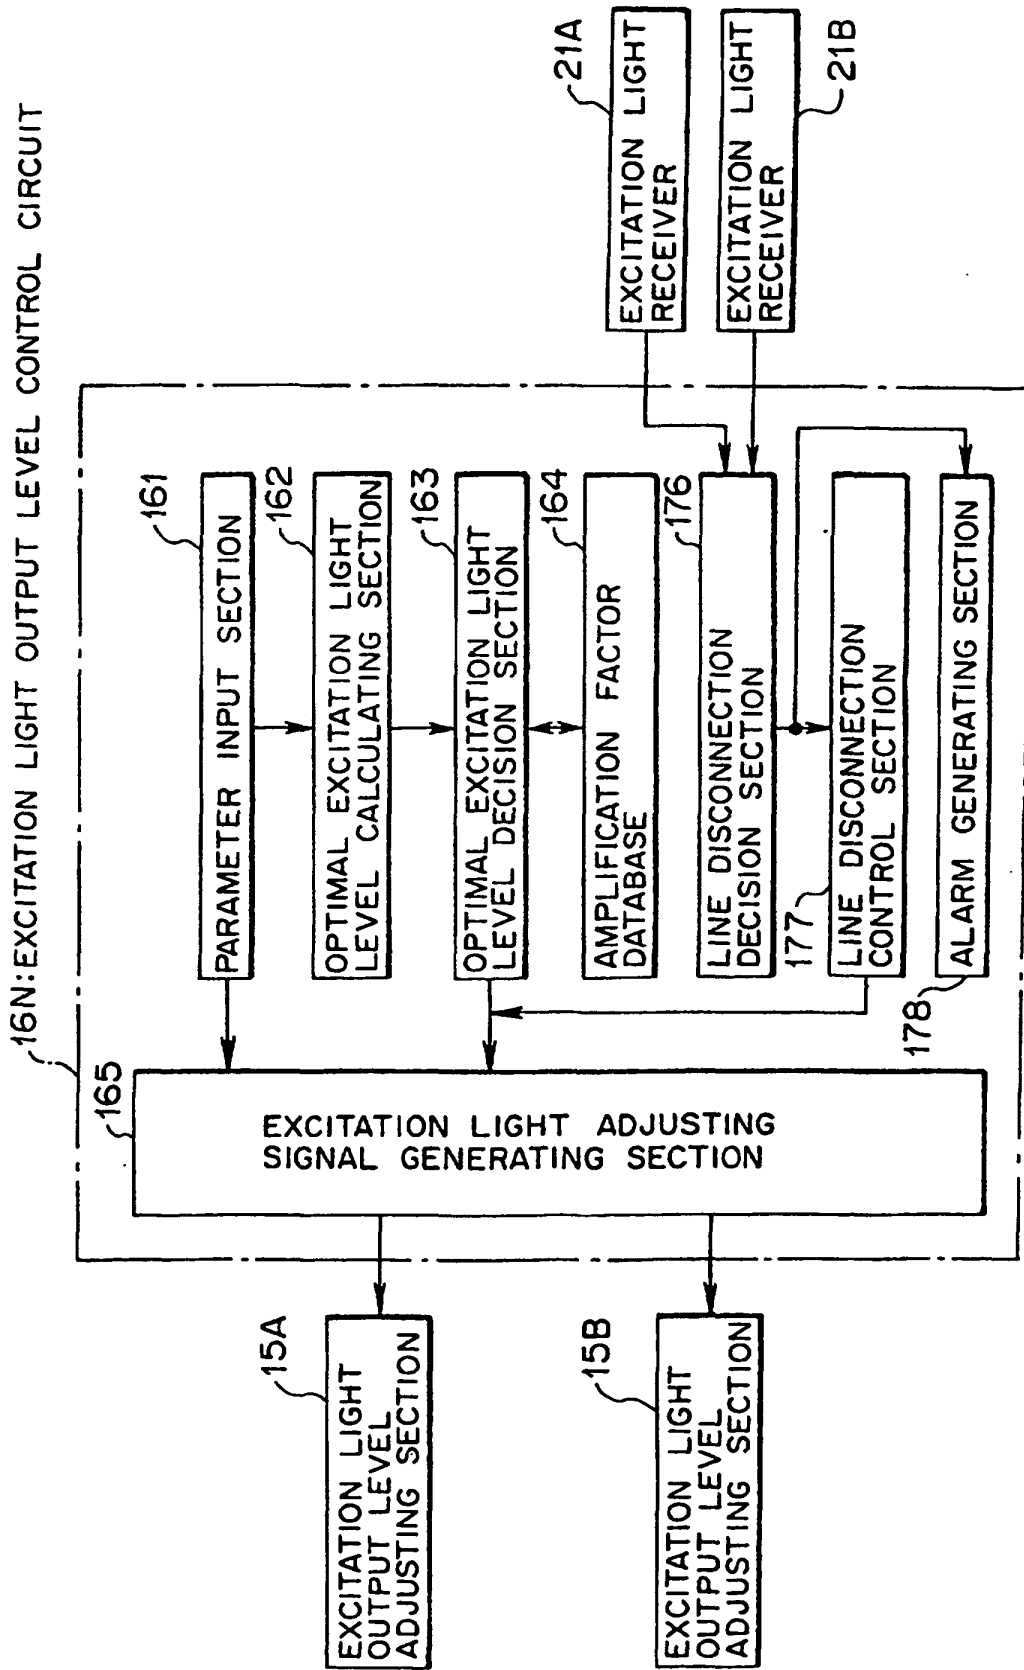 16N:EXCITATION LIGHT OUTPUT LEVEL CONTROL CIRCUIT
165
EXCITATION LIGHT ADJUSTING
SIGNAL GENERATING SECTION
15A
EXCITATION LIGHT
OUTPUT LEVEL
ADJUSTING SECTION
15B
EXCITATION LIGHT
OUTPUT LEVEL
ADJUSTING SECTION
161
PARAMETER INPUT SECTION
162
OPTIMAL EXCITATION LIGHT
LEVEL CALCULATING SECTION
163
OPTIMAL EXCITATION LIGHT
LEVEL DECISION SECTION
164
AMPLIFICATION FACTOR
DATABASE
176
LINE DISCONNECTION
DECISION SECTION
177
LINE DISCONNECTION
CONTROL SECTION
178
ALARM GENERATING SECTION
21A
EXCITATION LIGHT
RECEIVER
21B
EXCITATION LIGHT
RECEIVER